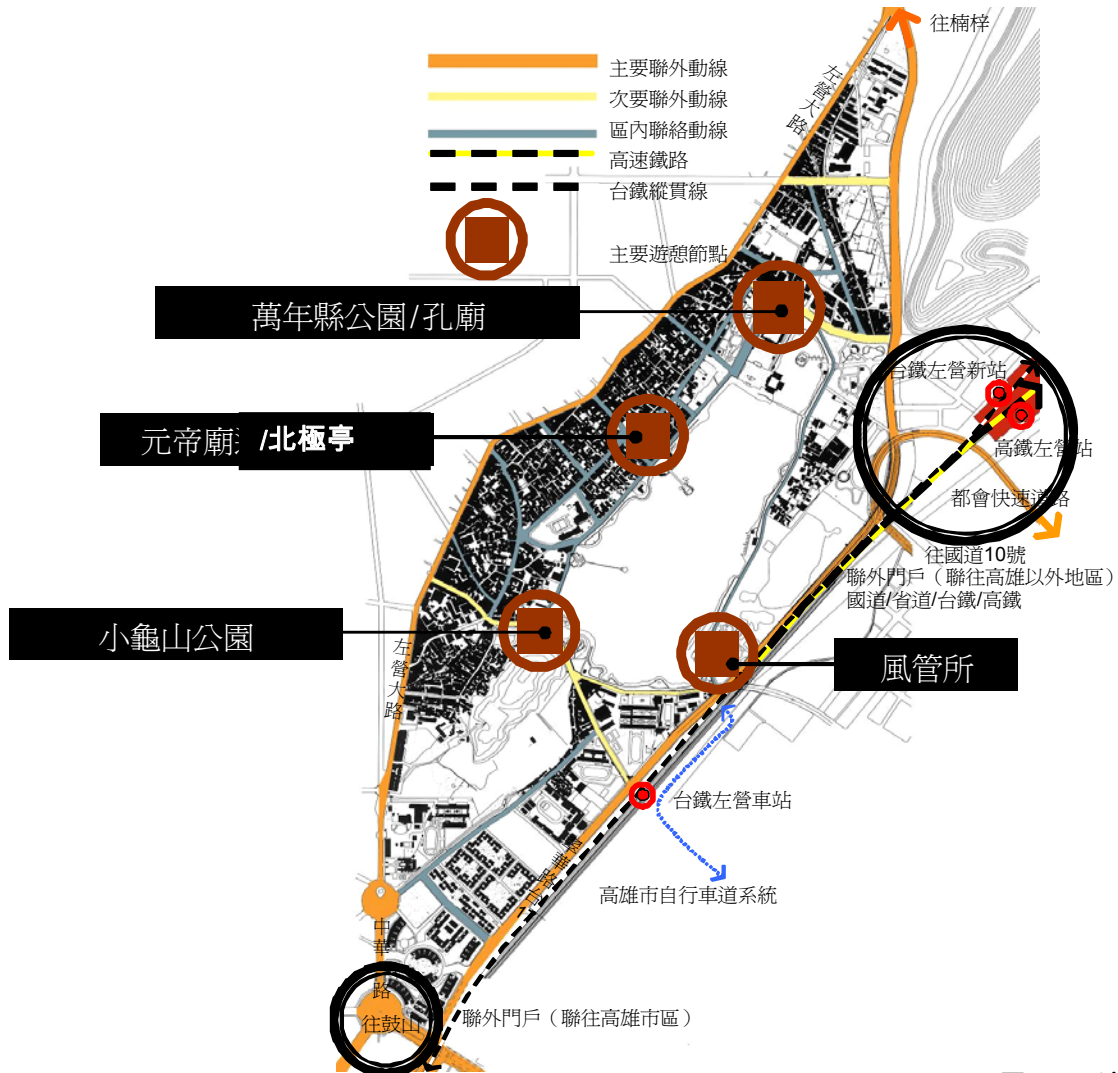 往楠梓
主要聯外動線
次要聯外動線
區內聯絡動線
高速鐵路
台鐵縱貫線
左營大路
主要遊憩節點
萬年縣公園/孔廟
台鐵左營新站
元帝廟
/北極亭
高鐵左營站
都會快速道路
往國道10號
聯外門戶（聯往高雄以外地區）
國道/省道/台鐵/高鐵
小龜山公園
左營大路
風管所
台鐵左營車站
翠華路台17
高雄市自行車道系統
中華路
往鼓山
聯外門戶（聯往高雄市區）